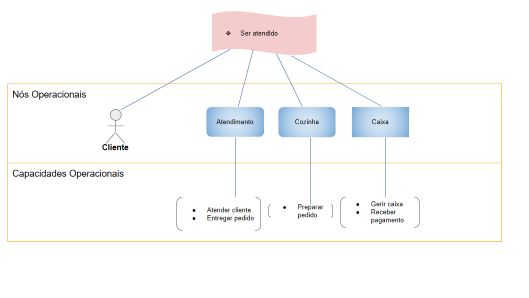 ❖ Ser atendido
Nós Operacionais
Atendimento
Cozinha
Caixa
Cliente
Capacidades Operacionais
• Atender cliente
• Entregar pedido
• Preparar
pedido
• Gerir caixa
• Receber
pagamento